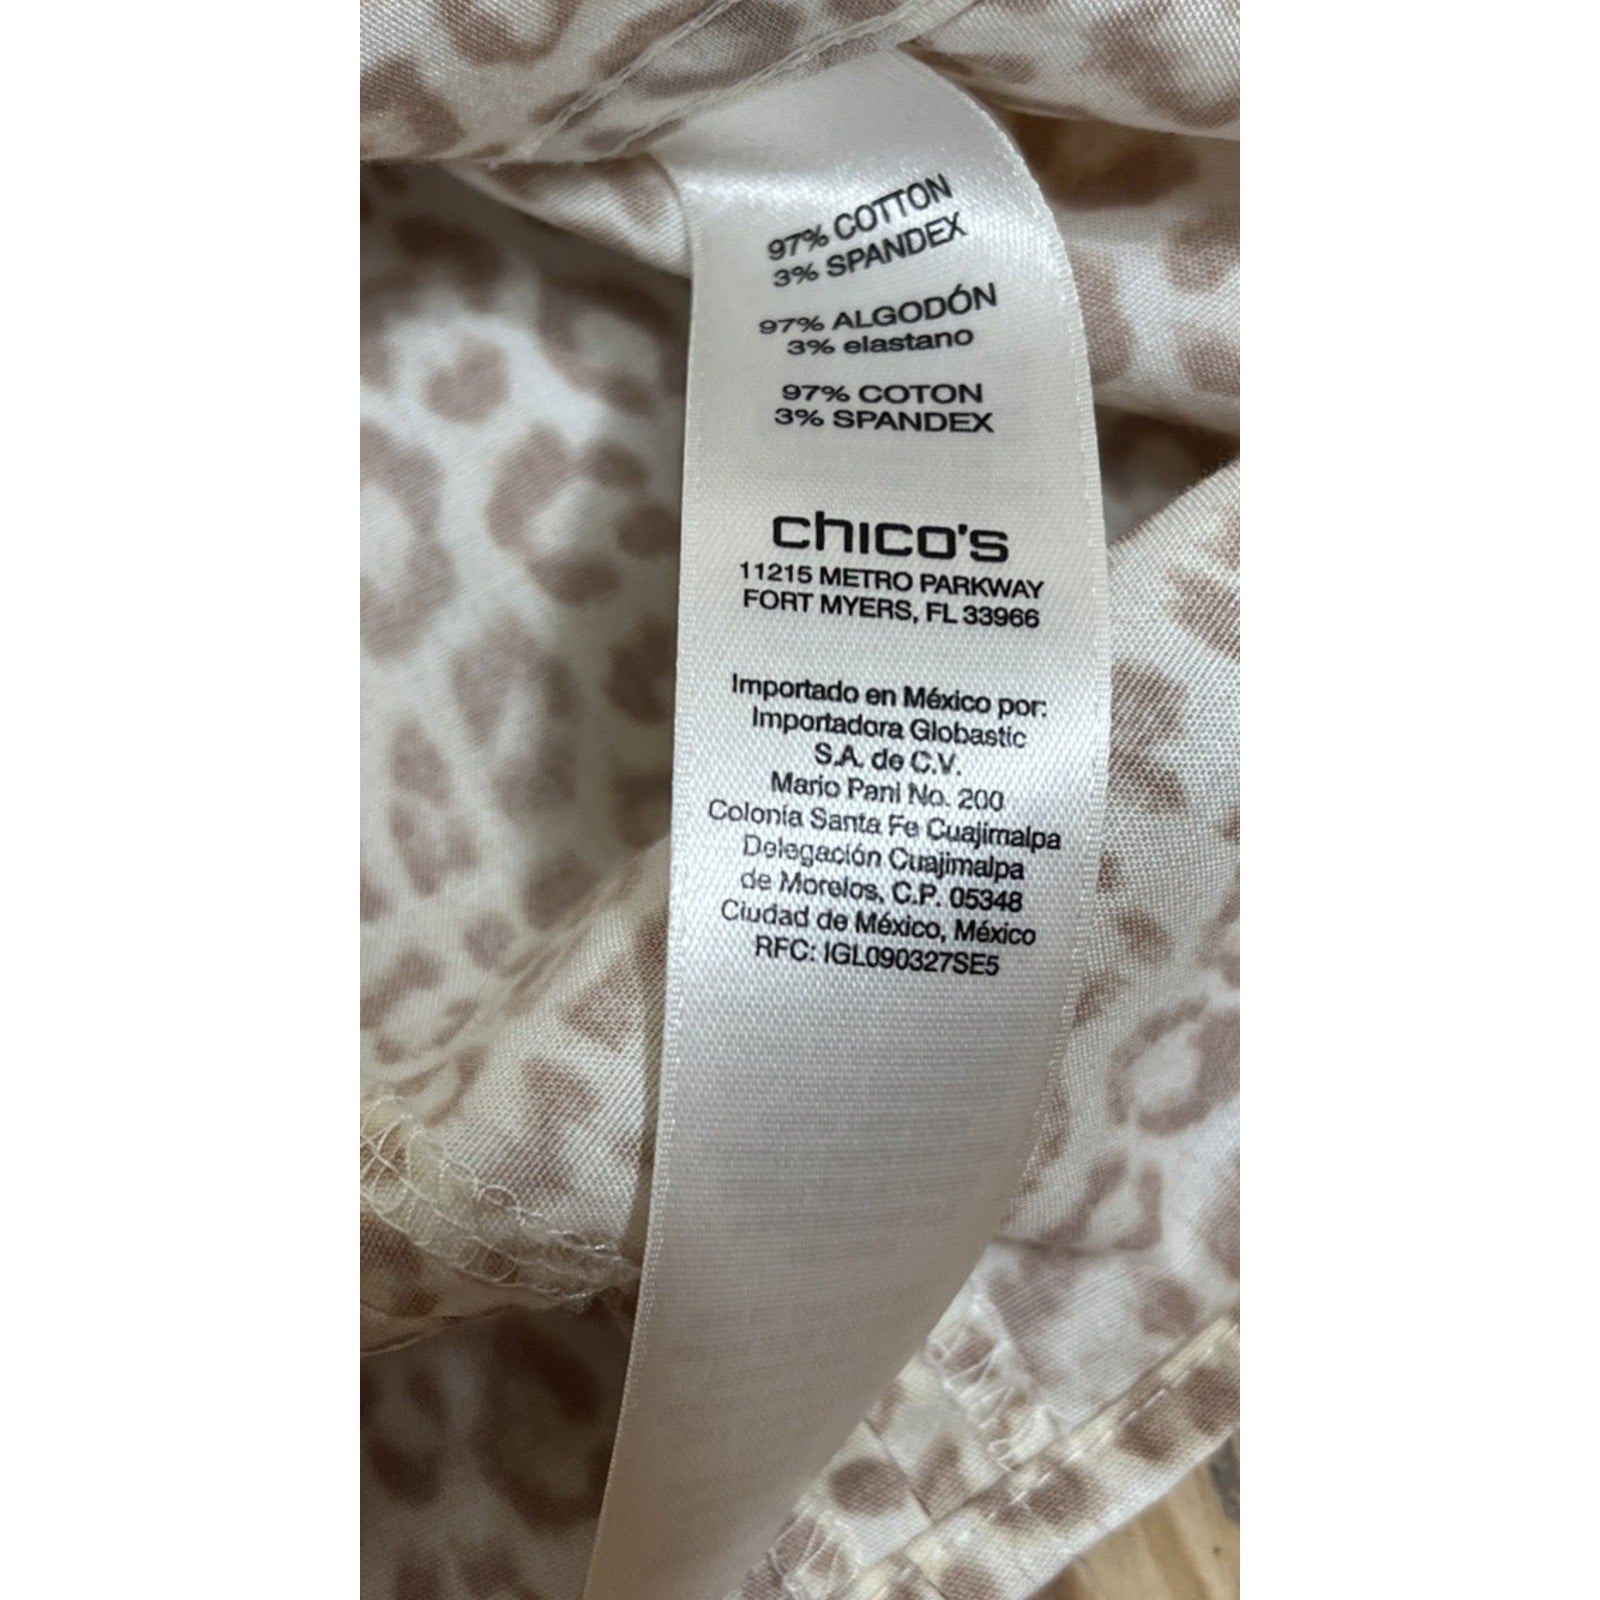 97% COTTON
3% SPANDEX
97% ALGODÓN
3% elastano
97% COTON
3% SPANDEX
chico's
11215 METRO PARKWAY
FORT MYERS, FL 33966
Importado en México por:
Importadora Globastic
S.A. de C.V.
Mario Pani No. 200
Colonia Santa Fe Cuajimalpa
Delegación Cuajimalpa
de Morelos, C.P. 05348
Ciudad de México, México
RFC: IGL090327SE5